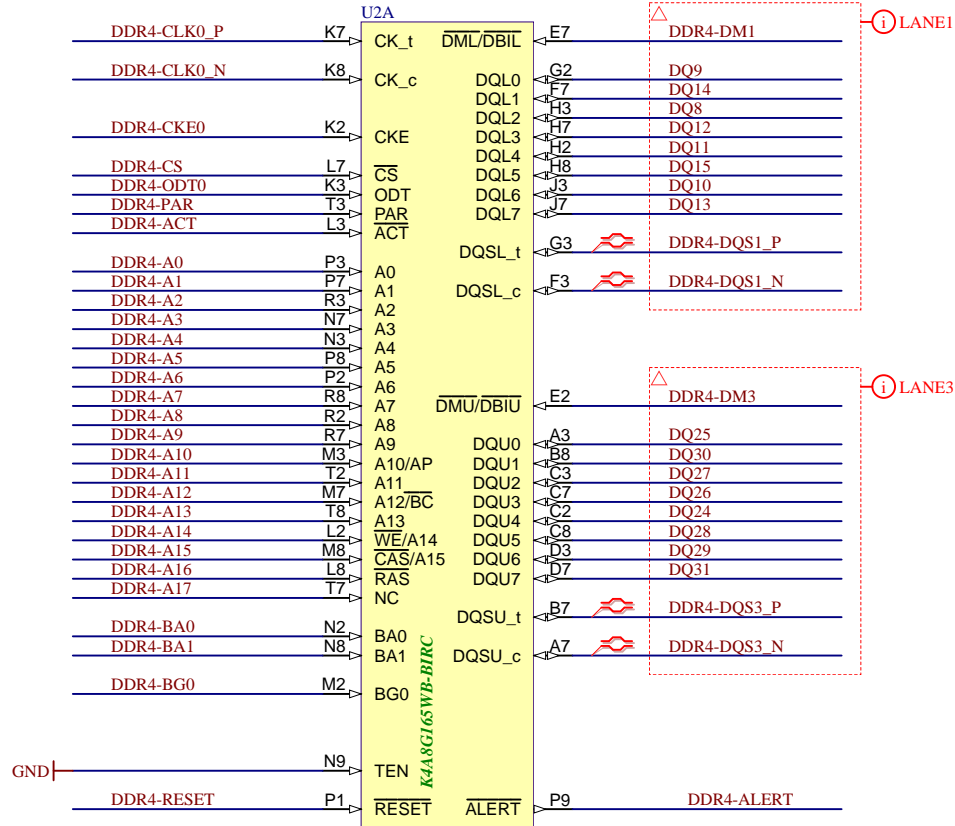 U2A
DDR4-CLK0_P K7 CK_t DML/DBIL E7 DDR4-DM1 LANE1
DDR4-CLK0_N K8 CK_c DQL0 G2 DQ9
DQL1 F7 DQ14
DQL2 H3 DQ8
DDR4-CKE0 K2 CKE DQL3 H7 DQ12
DQL4 H2 DQ11
DDR4-CS L7 CS DQL5 H8 DQ15
DDR4-ODT0 K3 ODT DQL6 J3 DQ10
DDR4-PAR T3 PAR DQL7 J7 DQ13
DDR4-ACT L3 ACT
DQSL_t G3 DDR4-DQS1_P
DDR4-A0 P3 A0
DDR4-A1 P7 A1 DQSL_c F3 DDR4-DQS1_N
DDR4-A2 R3 A2
DDR4-A3 N7 A3
DDR4-A4 N3 A4
DDR4-A5 P8 A5
DDR4-A6 P2 A6
DDR4-A7 R8 A7 DMU/DBIU E2 DDR4-DM3 LANE3
DDR4-A8 R2 A8
DDR4-A9 R7 A9 DQU0 A3 DQ25
DDR4-A10 M3 A10/AP DQU1 B8 DQ30
DDR4-A11 T2 A11 DQU2 C3 DQ27
DDR4-A12 M7 A12/BC DQU3 C7 DQ26
DDR4-A13 T8 A13 DQU4 C2 DQ24
DDR4-A14 L2 WE/A14 DQU5 C8 DQ28
DDR4-A15 M8 CAS/A15 DQU6 D3 DQ29
DDR4-A16 L8 RAS DQU7 D7 DQ31
DDR4-A17 T7 NC
DQSU_t B7 DDR4-DQS3_P
DDR4-BA0 N2 BA0
DDR4-BA1 N8 BA1 DQSU_c A7 DDR4-DQS3_N
DDR4-BG0 M2 BG0
K4A8G165WB-BIRC
GND N9 TEN
DDR4-RESET P1 RESET ALERT P9 DDR4-ALERT